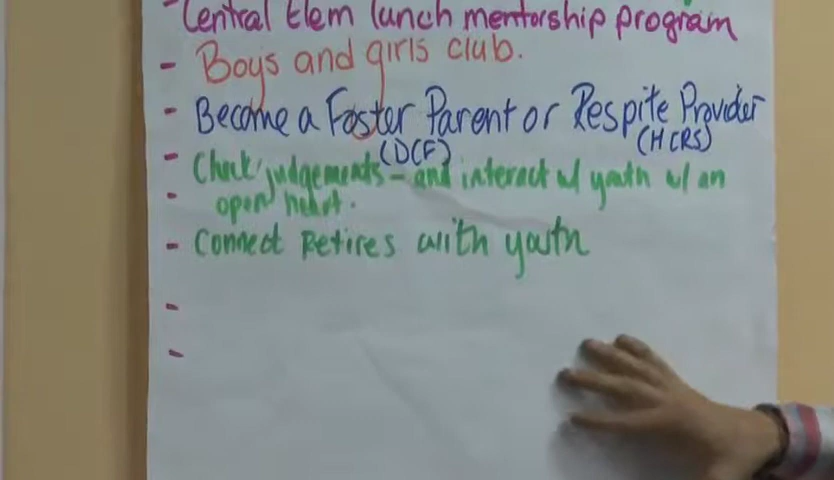 - Central Elem lunch mentorship program
- Boys and girls club.
- Become a Foster Parent or Respite Provider
(DCF) (HCRS)
- Check judgements - and interact w/ youth w/ an
- open heart.
- Connect Retires with youth
-
-